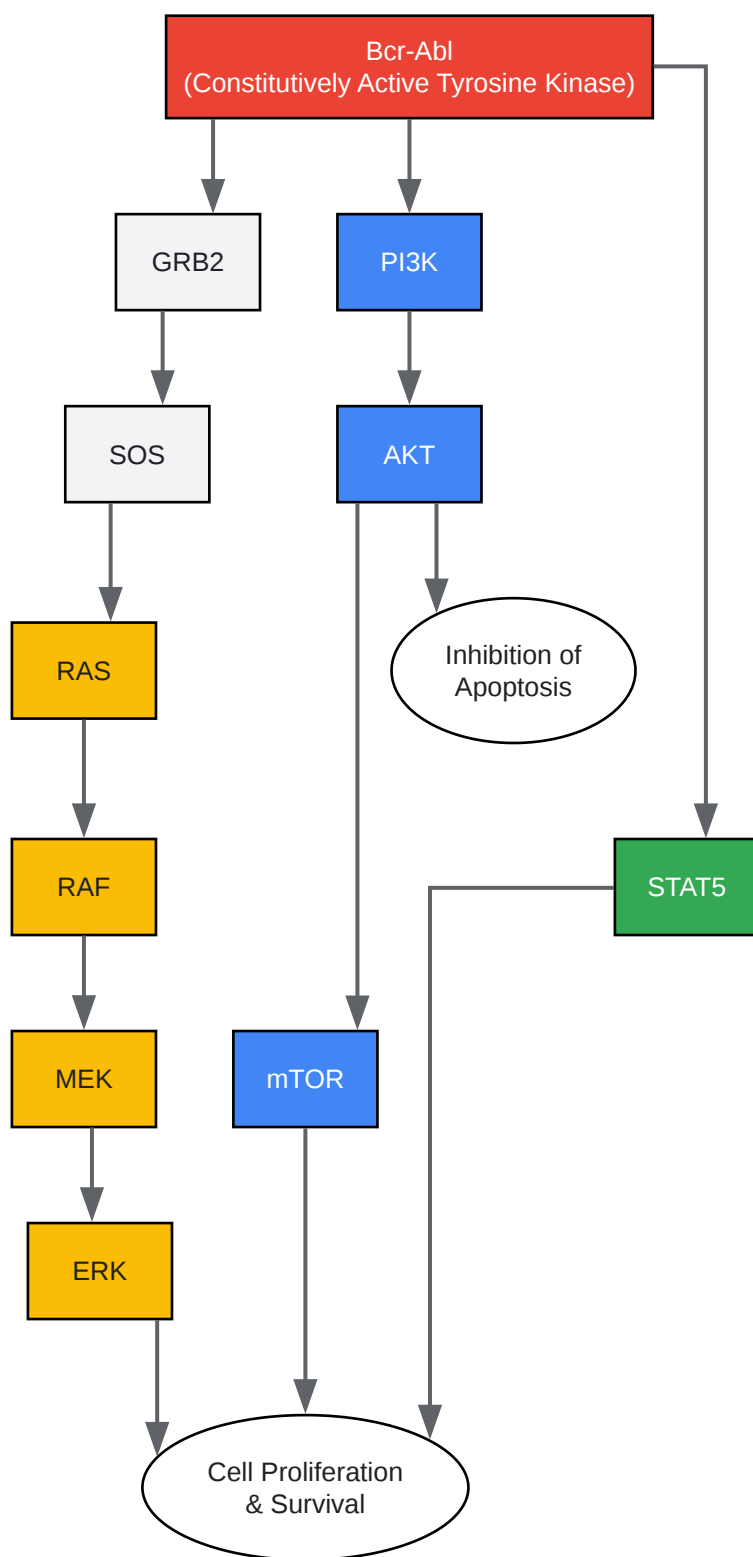 Bcr-Abl
(Constitutively Active Tyrosine Kinase)
GRB2
PI3K
SOS
AKT
RAS
Inhibition of
Apoptosis
RAF
STAT5
MEK
mTOR
ERK
Cell Proliferation
& Survival